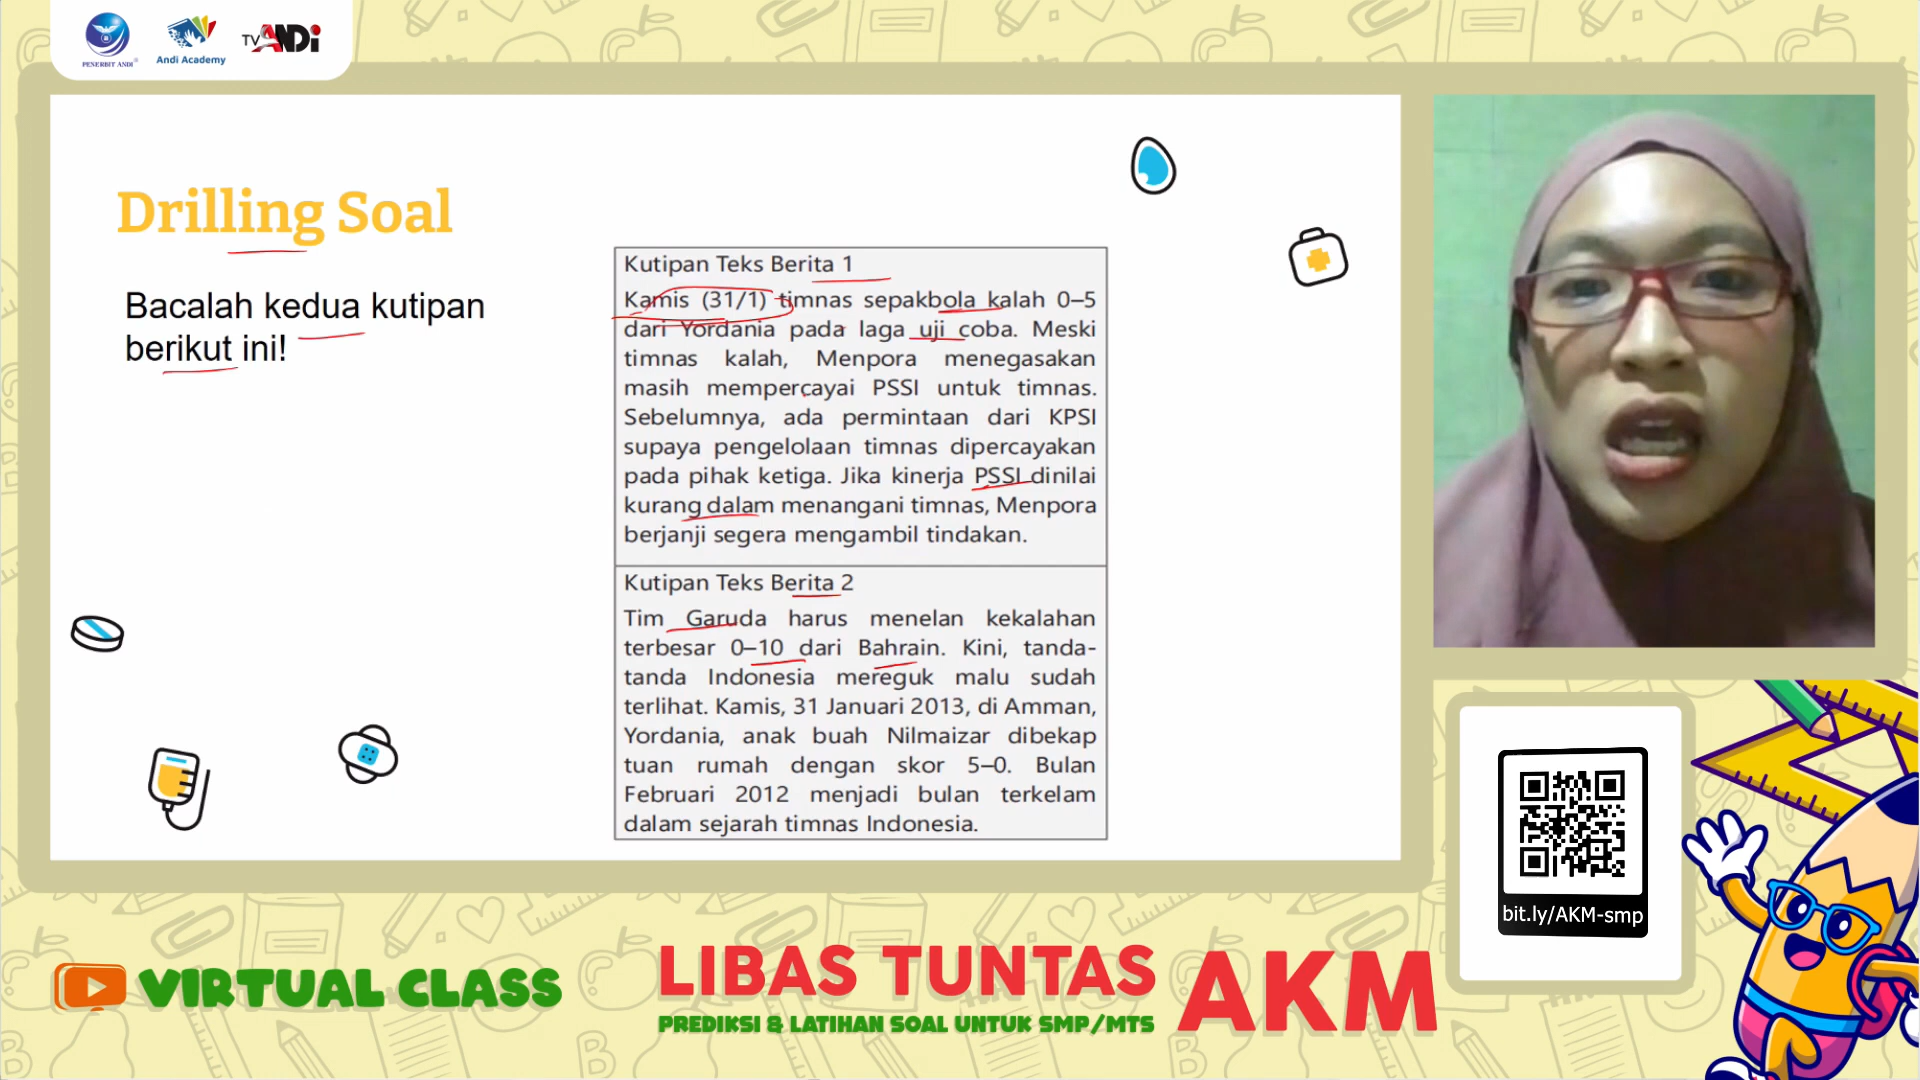 PENERBIT ANDI
Andi Academy
TV ANDi
Drilling Soal
Bacalah kedua kutipan
berikut ini!
Kutipan Teks Berita 1
Kamis (31/1) timnas sepakbola kalah 0–5
dari Yordania pada laga uji coba. Meski
timnas kalah, Menpora menegasakan
masih mempercayai PSSI untuk timnas.
Sebelumnya, ada permintaan dari KPSI
supaya pengelolaan timnas dipercayakan
pada pihak ketiga. Jika kinerja PSSI dinilai
kurang dalam menangani timnas, Menpora
berjanji segera mengambil tindakan.
Kutipan Teks Berita 2
Tim Garuda harus menelan kekalahan
terbesar 0–10 dari Bahrain. Kini, tanda-
tanda Indonesia mereguk malu sudah
terlihat. Kamis, 31 Januari 2013, di Amman,
Yordania, anak buah Nilmaizar dibekap
tuan rumah dengan skor 5–0. Bulan
Februari 2012 menjadi bulan terkelam
dalam sejarah timnas Indonesia.
bit.ly/AKM-smp
VIRTUAL CLASS
LIBAS TUNTAS AKM
PREDIKSI & LATIHAN SOAL UNTUK SMP/MTS